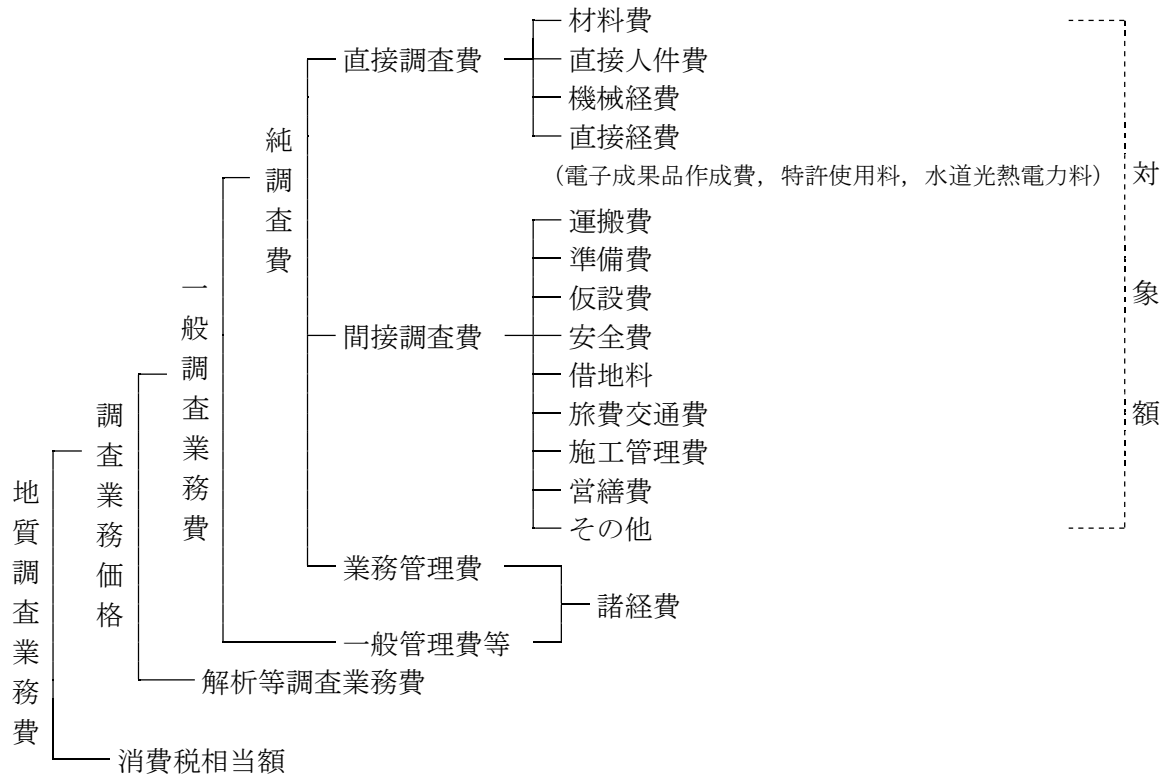 地質調査業務費
調査業務価格
一般調査業務費
純調査費
直接調査費
材料費
直接人件費
機械経費
直接経費
（電子成果品作成費，特許使用料，水道光熱電力料）
間接調査費
運搬費
準備費
仮設費
安全費
借地料
旅費交通費
施工管理費
営繕費
その他
業務管理費
一般管理費等
諸経費
解析等調査業務費
消費税相当額
対象額